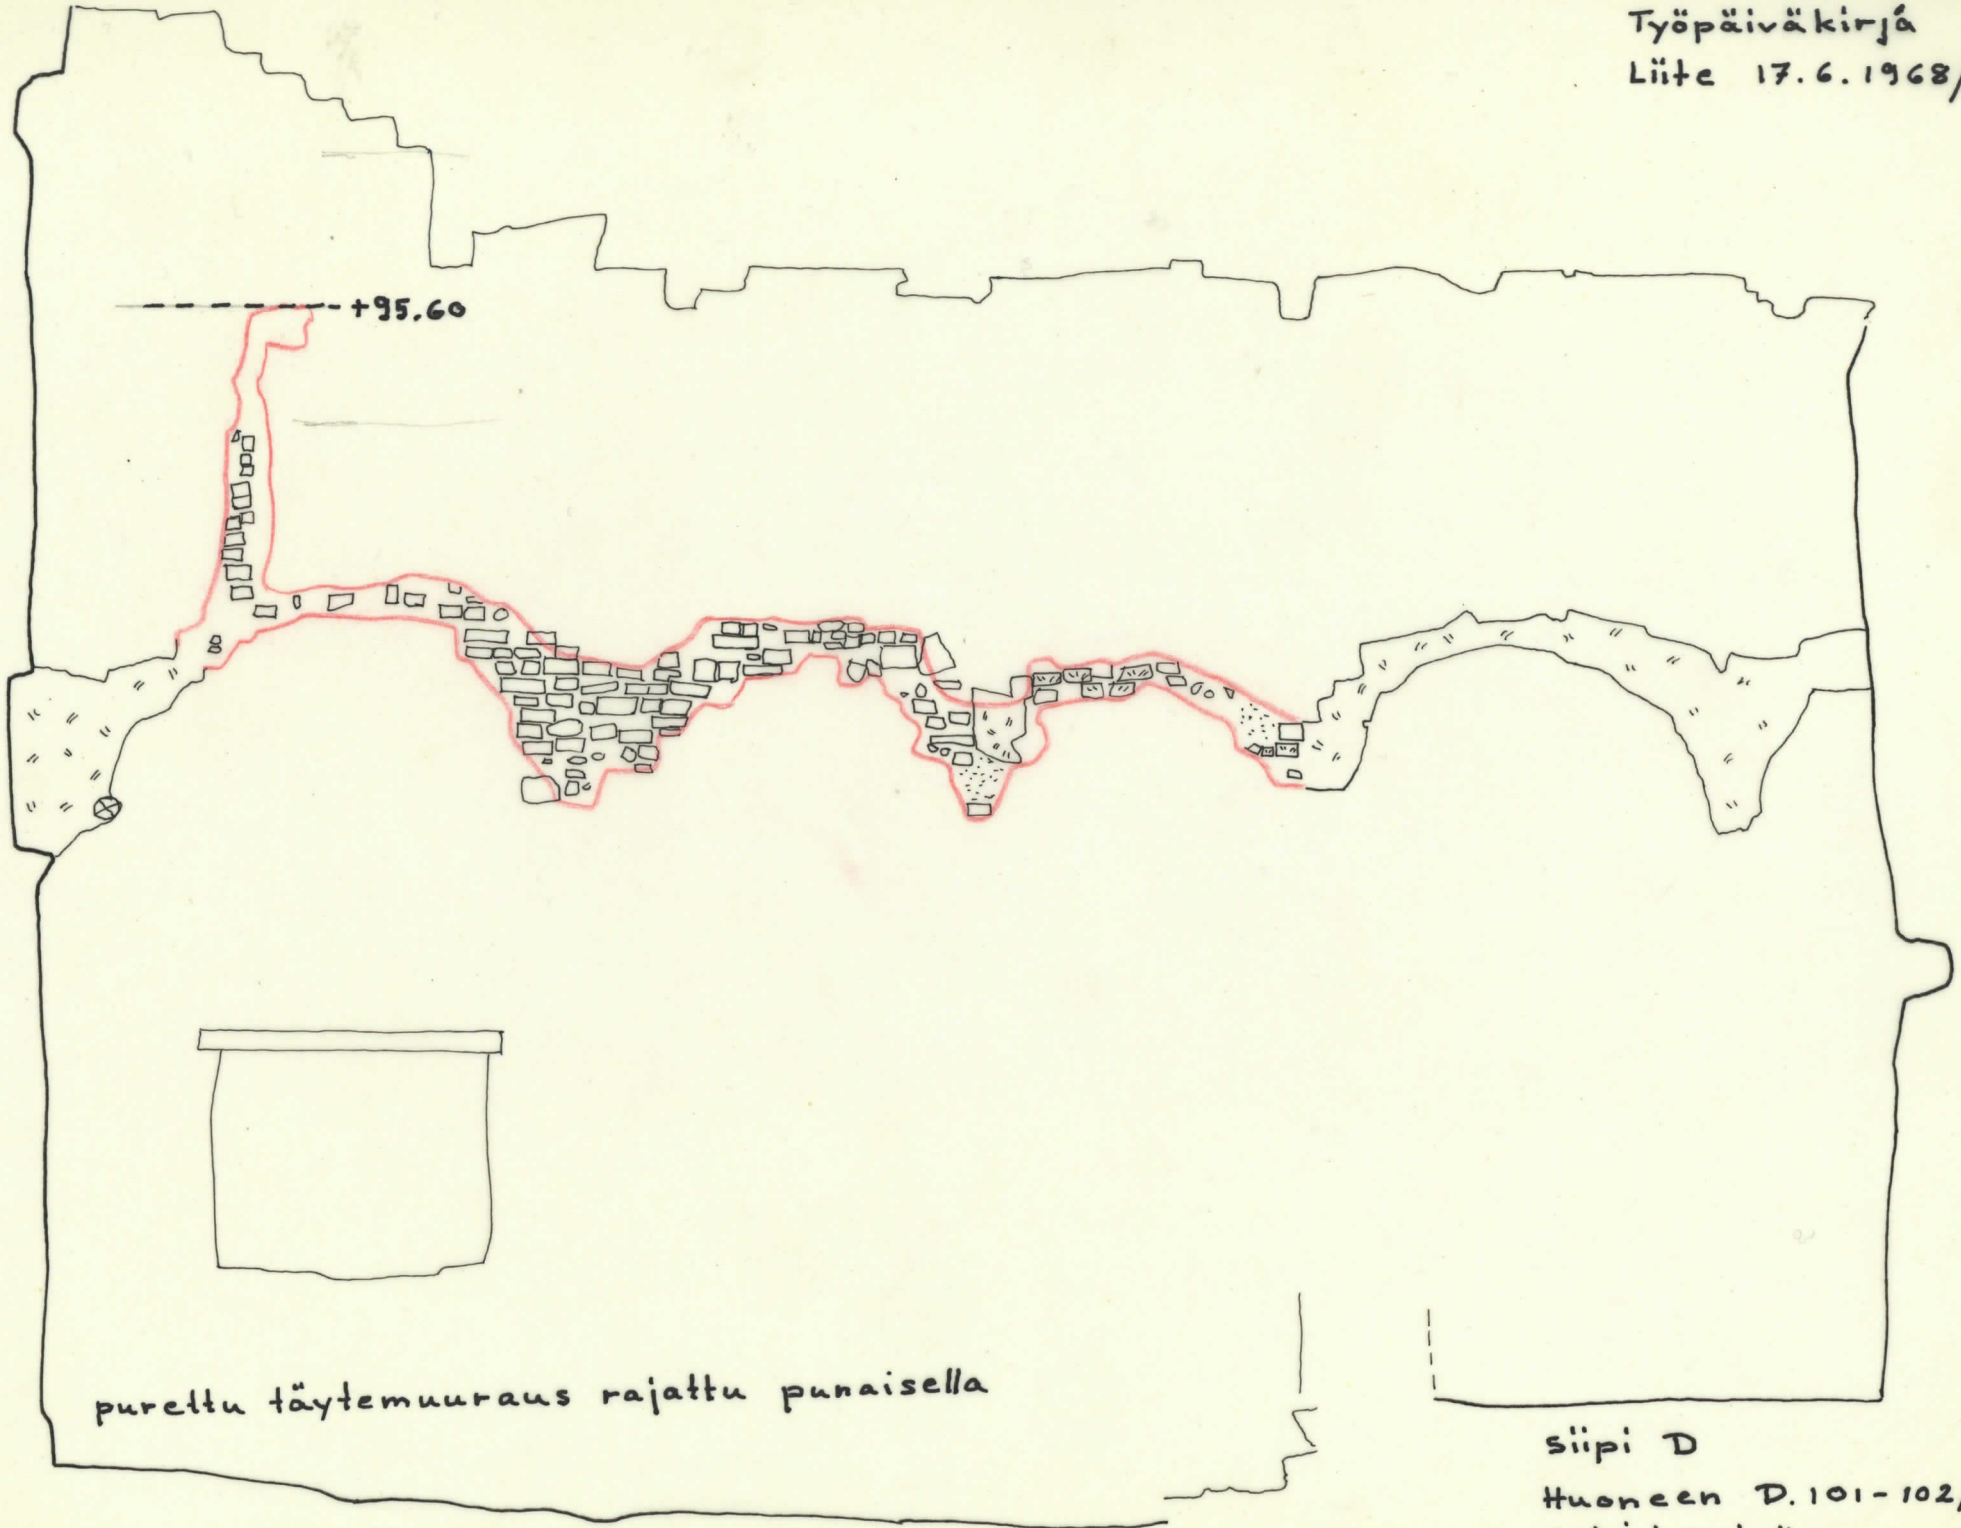 Työpäiväkirja
Liite 17.6.1968/
+95.60
purettu täytemuuraus rajattu punaisella
siipi D
Huoneen D.101-102,